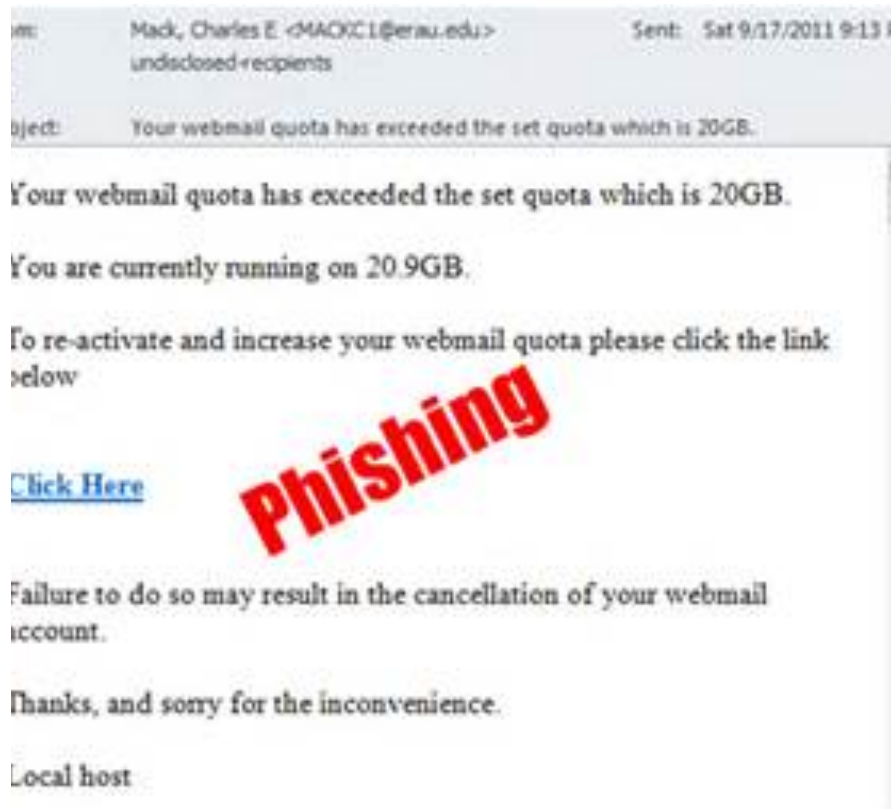 om: Mack, Charles E <MACKC1@erau.edu> Sent: Sat 9/17/2011 9:13
undisclosed-recipients
bject: Your webmail quota has exceeded the set quota which is 20GB.
Your webmail quota has exceeded the set quota which is 20GB.
You are currently running on 20.9GB.
To re-activate and increase your webmail quota please click the link
below
Phishing
Click Here
Failure to do so may result in the cancellation of your webmail
account.
Thanks, and sorry for the inconvenience.
Local host